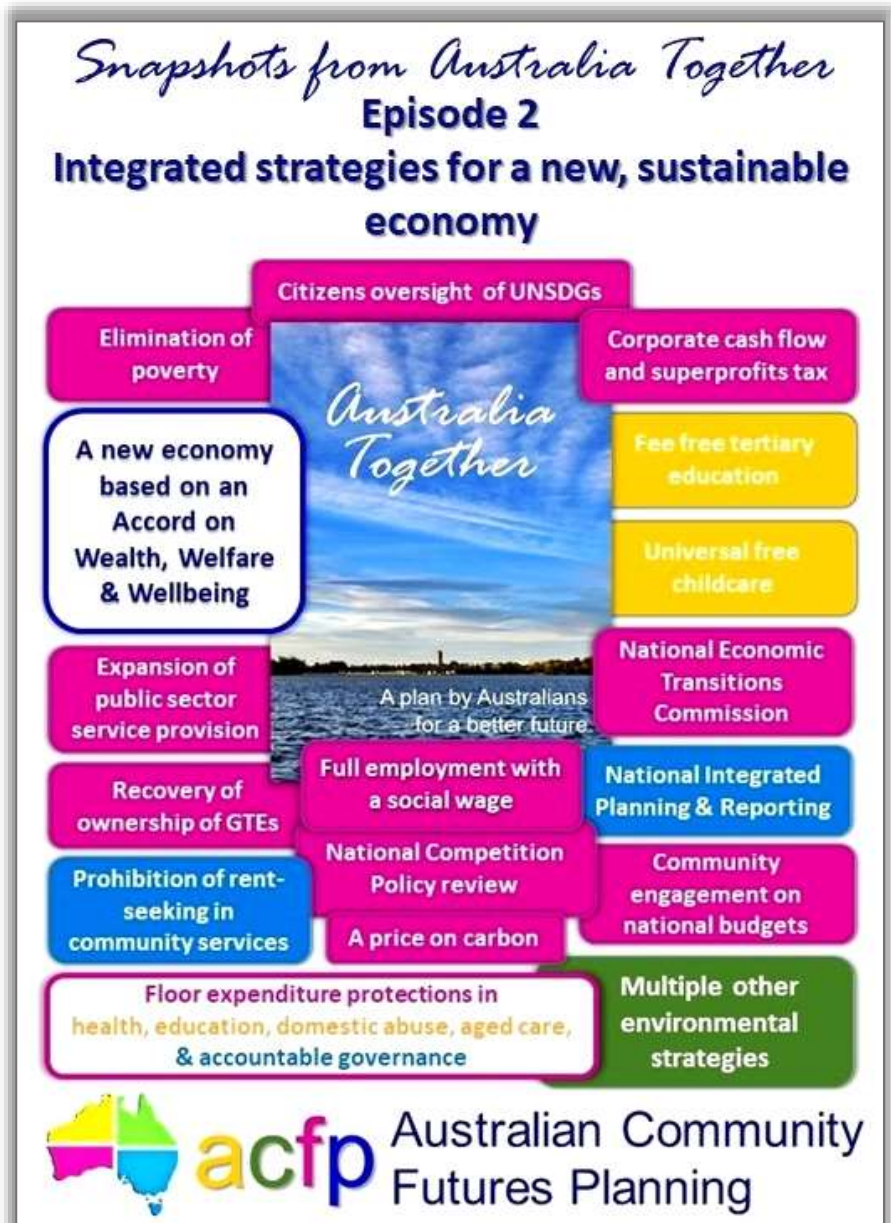 Snapshots from Australia Together
Episode 2
Integrated strategies for a new, sustainable
economy
Citizens oversight of UNSDGs
Elimination of
poverty
Corporate cash flow
and superprofits tax
Australia
Together
A new economy
based on an
Accord on
Wealth, Welfare
& Wellbeing
Fee free tertiary
education
Universal free
childcare
Expansion of
public sector
service provision
National Economic
Transitions
Commission
A plan by Australians
for a better future
Recovery of
ownership of GTEs
Full employment with
a social wage
National Integrated
Planning & Reporting
National Competition
Policy review
Prohibition of rent-
seeking in
community services
Community
engagement on
national budgets
A price on carbon
Floor expenditure protections in
health, education, domestic abuse, aged care,
& accountable governance
Multiple other
environmental
strategies
acfp
Australian Community
Futures Planning